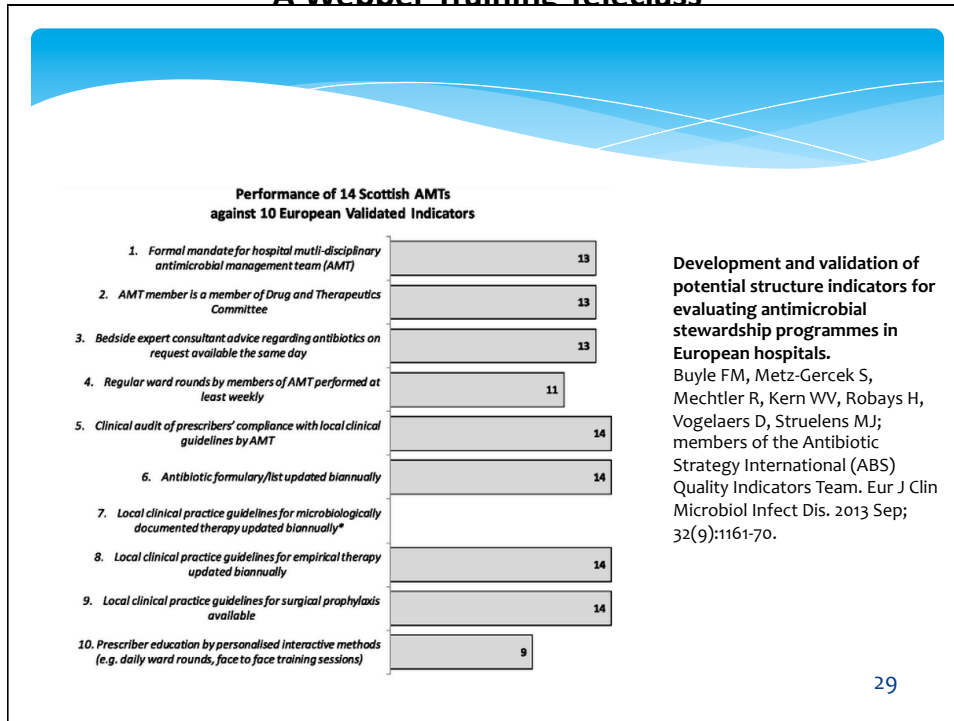 A Webber Training Teleclass
Performance of 14 Scottish AMTs
against 10 European Validated Indicators
1. Formal mandate for hospital mutli-disciplinary
antimicrobial management team (AMT)
13
2. AMT member is a member of Drug and Therapeutics
Committee
13
3. Bedside expert consultant advice regarding antibiotics on
request available the same day
13
4. Regular ward rounds by members of AMT performed at
least weekly
11
5. Clinical audit of prescribers' compliance with local clinical
guidelines by AMT
14
6. Antibiotic formulary/list updated biannually
14
7. Local clinical practice guidelines for microbiologically
documented therapy updated biannually*
8. Local clinical practice guidelines for empirical therapy
updated biannually
14
9. Local clinical practice guidelines for surgical prophylaxis
available
14
10. Prescriber education by personalised interactive methods
(e.g. daily ward rounds, face to face training sessions)
9
Development and validation of
potential structure indicators for
evaluating antimicrobial
stewardship programmes in
European hospitals.
Buyle FM, Metz-Gercek S,
Mechtler R, Kern WV, Robays H,
Vogelaers D, Struelens MJ;
members of the Antibiotic
Strategy International (ABS)
Quality Indicators Team. Eur J Clin
Microbiol Infect Dis. 2013 Sep;
32(9):1161-70.
29